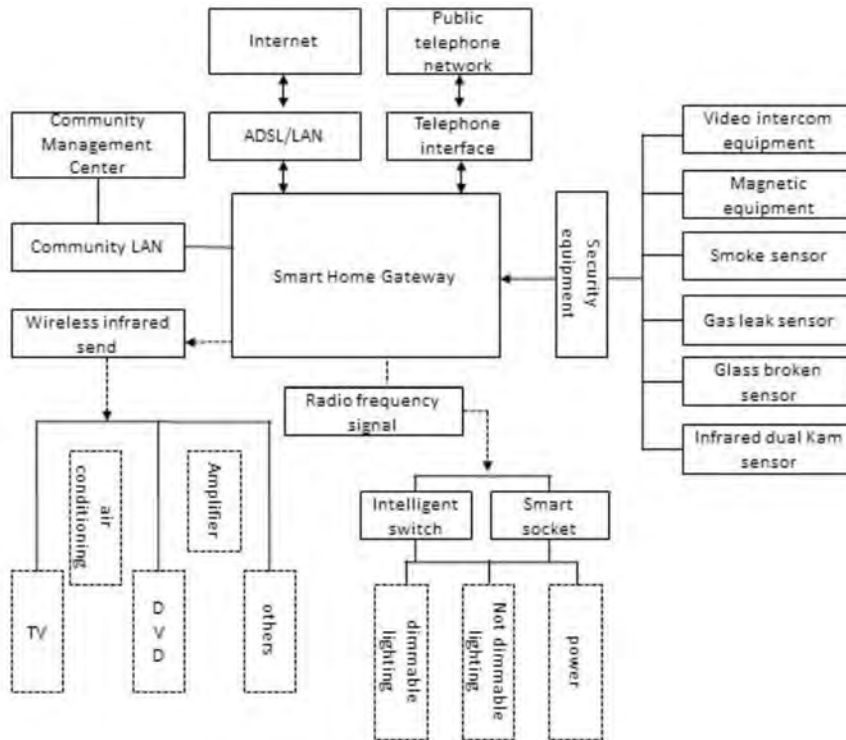 Internet
Public
telephone
network
Community
Management
Center
ADSL/LAN
Telephone
interface
Video intercom
equipment
Magnetic
equipment
Community LAN
Smart Home Gateway
Security
equipment
Smoke sensor
Wireless infrared
send
Gas leak sensor
Glass broken
sensor
Radio frequency
signal
Infrared dual Kam
sensor
air
conditioning
Amplifier
Intelligent
switch
Smart
socket
TV
D
V
D
others
dimmable
lighting
Not dimmable
lighting
power